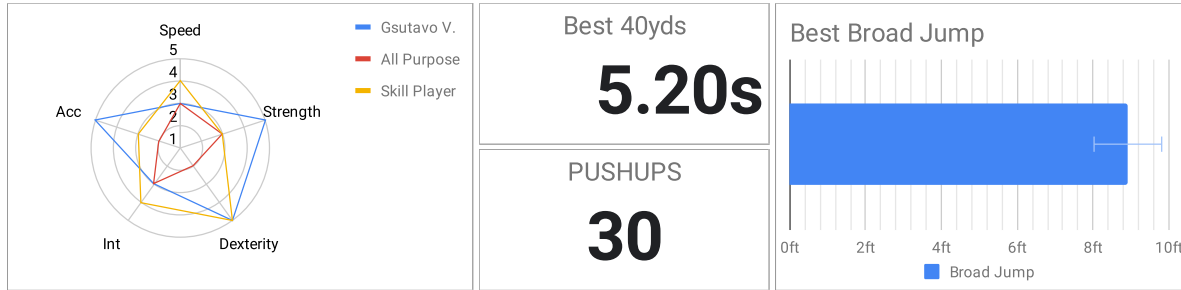 Speed
5
4
3
2
1
Acc
Strength
Int
Dexterity
Gsutavo V.
All Purpose
Skill Player
Best 40yds
5.20s
PUSHUPS
30
Best Broad Jump
0ft 2ft 4ft 6ft 8ft 10ft
Broad Jump